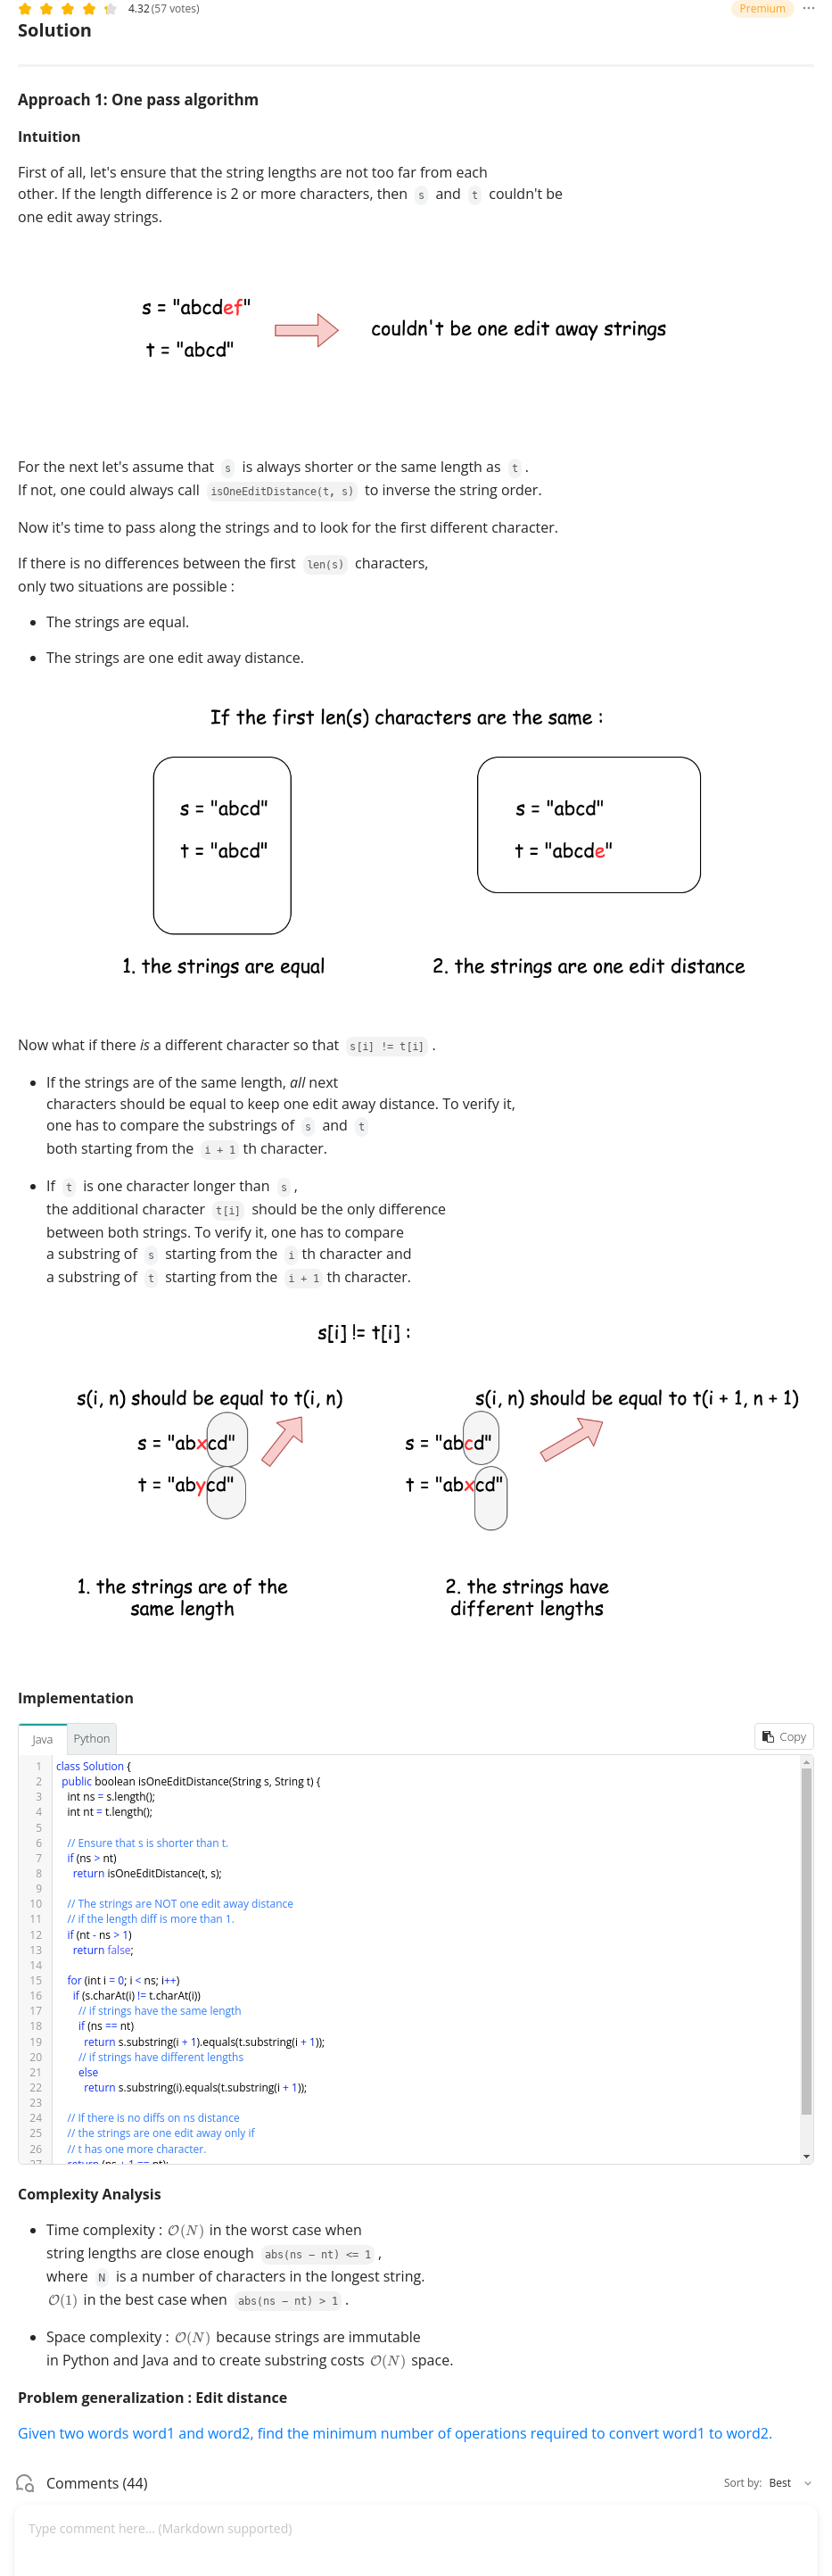 4.32 (57 votes)
Premium
Solution
Approach 1: One pass algorithm
Intuition
First of all, let's ensure that the string lengths are not too far from each
other. If the length difference is 2 or more characters, then s and t couldn't be
one edit away strings.
s = "abcdef"
t = "abcd"
couldn't be one edit away strings
For the next let's assume that s is always shorter or the same length as t .
If not, one could always call isOneEditDistance(t, s) to inverse the string order.
Now it's time to pass along the strings and to look for the first different character.
If there is no differences between the first len(s) characters,
only two situations are possible :
• The strings are equal.
• The strings are one edit away distance.
If the first len(s) characters are the same :
s = "abcd"
t = "abcd"
s = "abcd"
t = "abcde"
1. the strings are equal
2. the strings are one edit distance
Now what if there is a different character so that s[i] != t[i] .
• If the strings are of the same length, all next
characters should be equal to keep one edit away distance. To verify it,
one has to compare the substrings of s and t
both starting from the i + 1 th character.
• If t is one character longer than s ,
the additional character t[i] should be the only difference
between both strings. To verify it, one has to compare
a substring of s starting from the i th character and
a substring of t starting from the i + 1 th character.
s[i] != t[i] :
s(i, n) should be equal to t(i, n)
s = "abxcd"
t = "abycd"
s(i, n) should be equal to t(i + 1, n + 1)
s = "abcd"
t = "abxcd"
1. the strings are of the
same length
2. the strings have
different lengths
Implementation
Java
Python
Copy
1 class Solution {
2 public boolean isOneEditDistance(String s, String t) {
3 int ns = s.length();
4 int nt = t.length();
5
6 // Ensure that s is shorter than t.
7 if (ns > nt)
8 return isOneEditDistance(t, s);
9
10 // The strings are NOT one edit away distance
11 // if the length diff is more than 1.
12 if (nt - ns > 1)
13 return false;
14
15 for (int i = 0; i < ns; i++)
16 if (s.charAt(i) != t.charAt(i))
17 // if strings have the same length
18 if (ns == nt)
19 return s.substring(i + 1).equals(t.substring(i + 1));
20 // if strings have different lengths
21 else
22 return s.substring(i).equals(t.substring(i + 1));
23
24 // If there is no diffs on ns distance
25 // the strings are one edit away only if
26 // t has one more character.
27 return (ns + 1 == nt);
Complexity Analysis
• Time complexity : O(N) in the worst case when
string lengths are close enough abs(ns - nt) <= 1 ,
where N is a number of characters in the longest string.
O(1) in the best case when abs(ns - nt) > 1 .
• Space complexity : O(N) because strings are immutable
in Python and Java and to create substring costs O(N) space.
Problem generalization : Edit distance
Given two words word1 and word2, find the minimum number of operations required to convert word1 to word2.
Comments (44)
Sort by: Best
Type comment here... (Markdown supported)